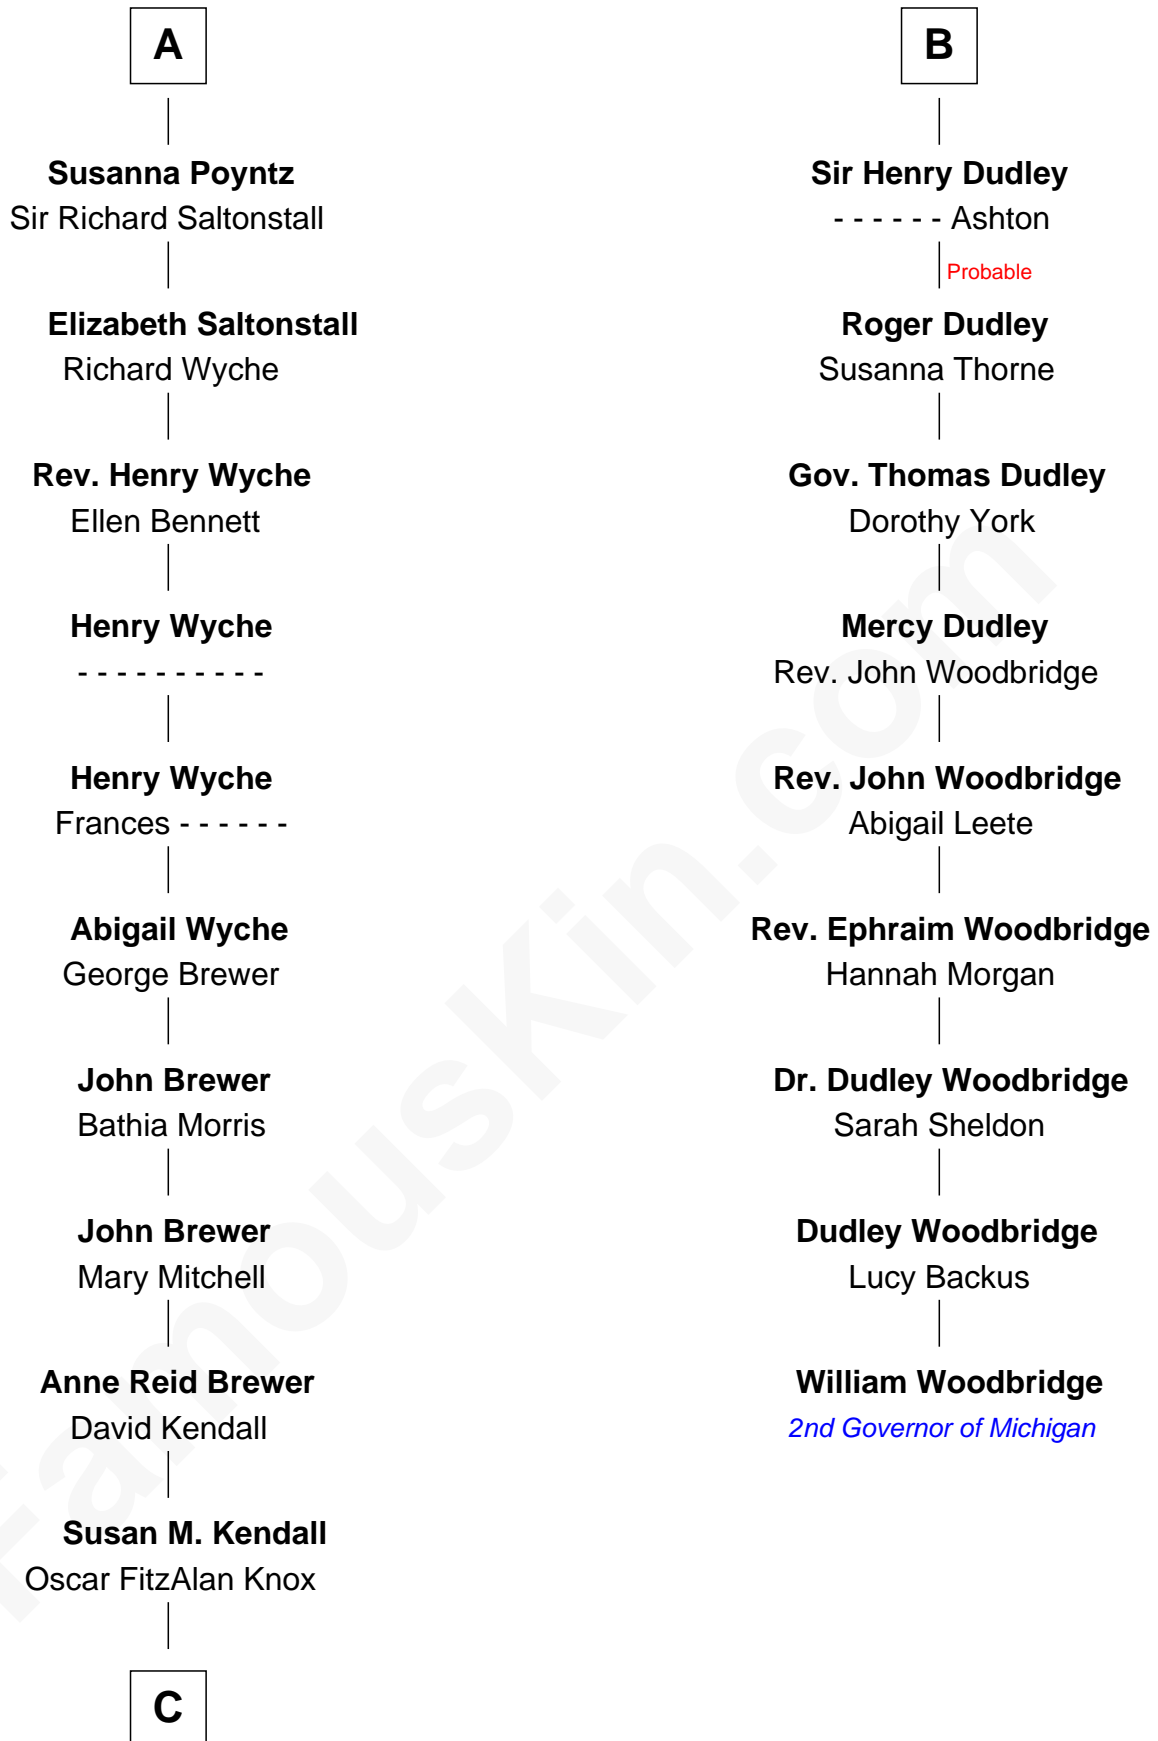 A
Susanna Poyntz
Sir Richard Saltonstall
Elizabeth Saltonstall
Richard Wyche
Rev. Henry Wyche
Ellen Bennett
Henry Wyche
- - - - - - - - - -
Henry Wyche
Frances - - - - - -
Abigail Wyche
George Brewer
John Brewer
Bathia Morris
John Brewer
Mary Mitchell
Anne Reid Brewer
David Kendall
Susan M. Kendall
Oscar FitzAlan Knox
C
B
Sir Henry Dudley
- - - - - - Ashton
Probable
Roger Dudley
Susanna Thorne
Gov. Thomas Dudley
Dorothy York
Mercy Dudley
Rev. John Woodbridge
Rev. John Woodbridge
Abigail Leete
Rev. Ephraim Woodbridge
Hannah Morgan
Dr. Dudley Woodbridge
Sarah Sheldon
Dudley Woodbridge
Lucy Backus
William Woodbridge
2nd Governor of Michigan
FamousKin.com